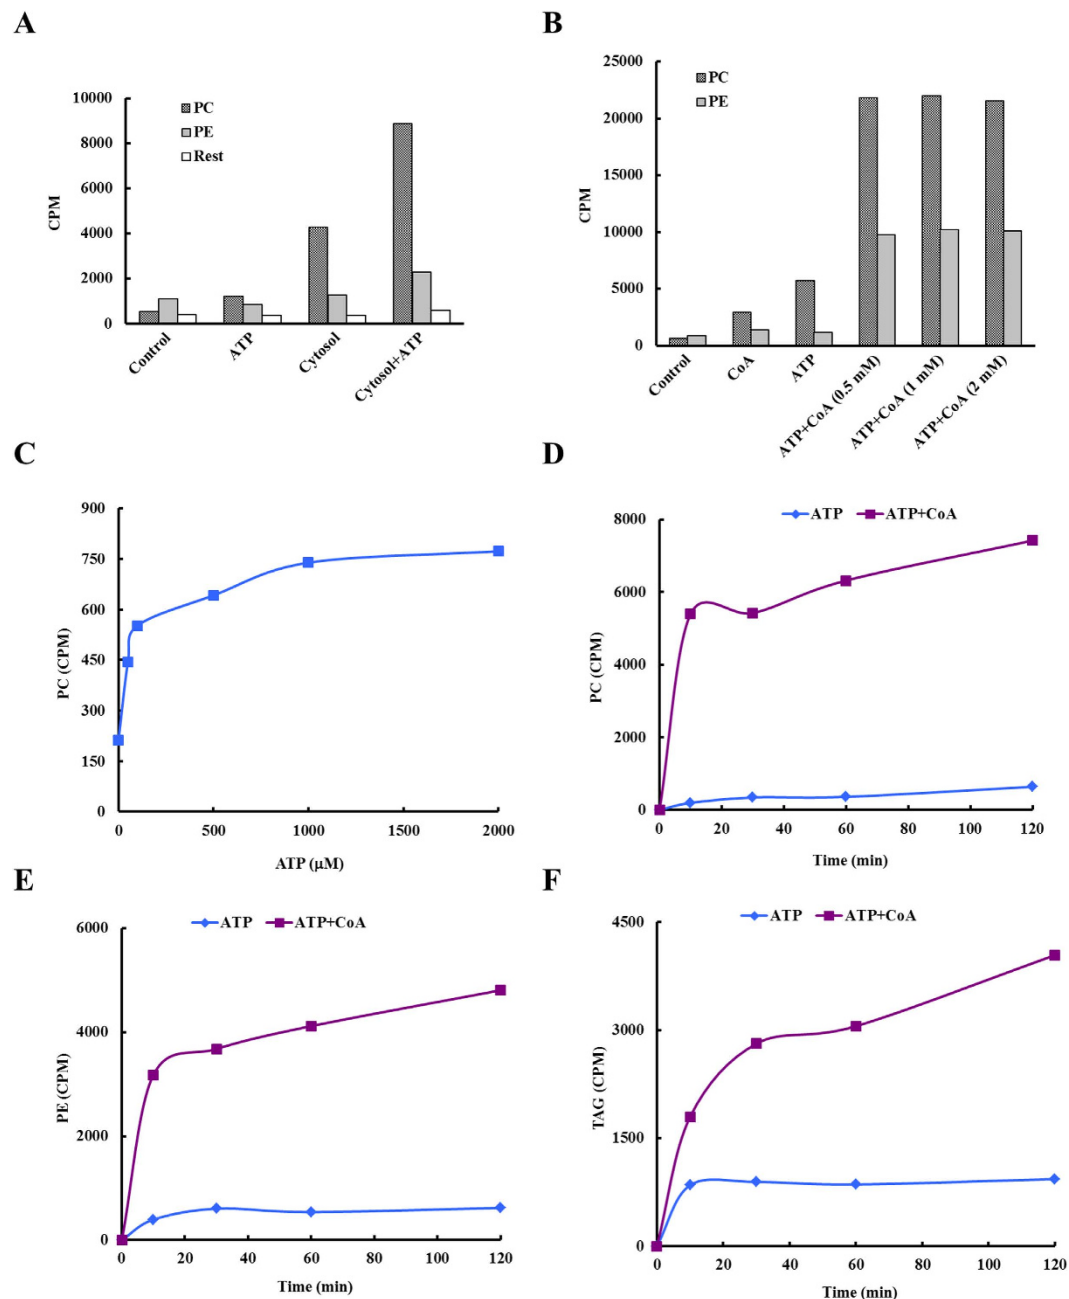 A
10000
8000
6000
4000
2000
0
CPM
PC
PE
Rest
Control
ATP
Cytosol
Cytosol+ATP
B
25000
20000
15000
10000
5000
0
CPM
PC
PE
Control
CoA
ATP
ATP+CoA (0.5 mM)
ATP+CoA (1 mM)
ATP+CoA (2 mM)
C
900
750
600
450
300
150
0
PC (CPM)
0 500 1000 1500 2000
ATP (μM)
D
ATP ATP+CoA
8000
6000
4000
2000
0
PC (CPM)
0 20 40 60 80 100 120
Time (min)
E
ATP ATP+CoA
6000
4000
2000
0
PE (CPM)
0 20 40 60 80 100 120
Time (min)
F
ATP ATP+CoA
4500
3000
1500
0
TAG (CPM)
0 20 40 60 80 100 120
Time (min)